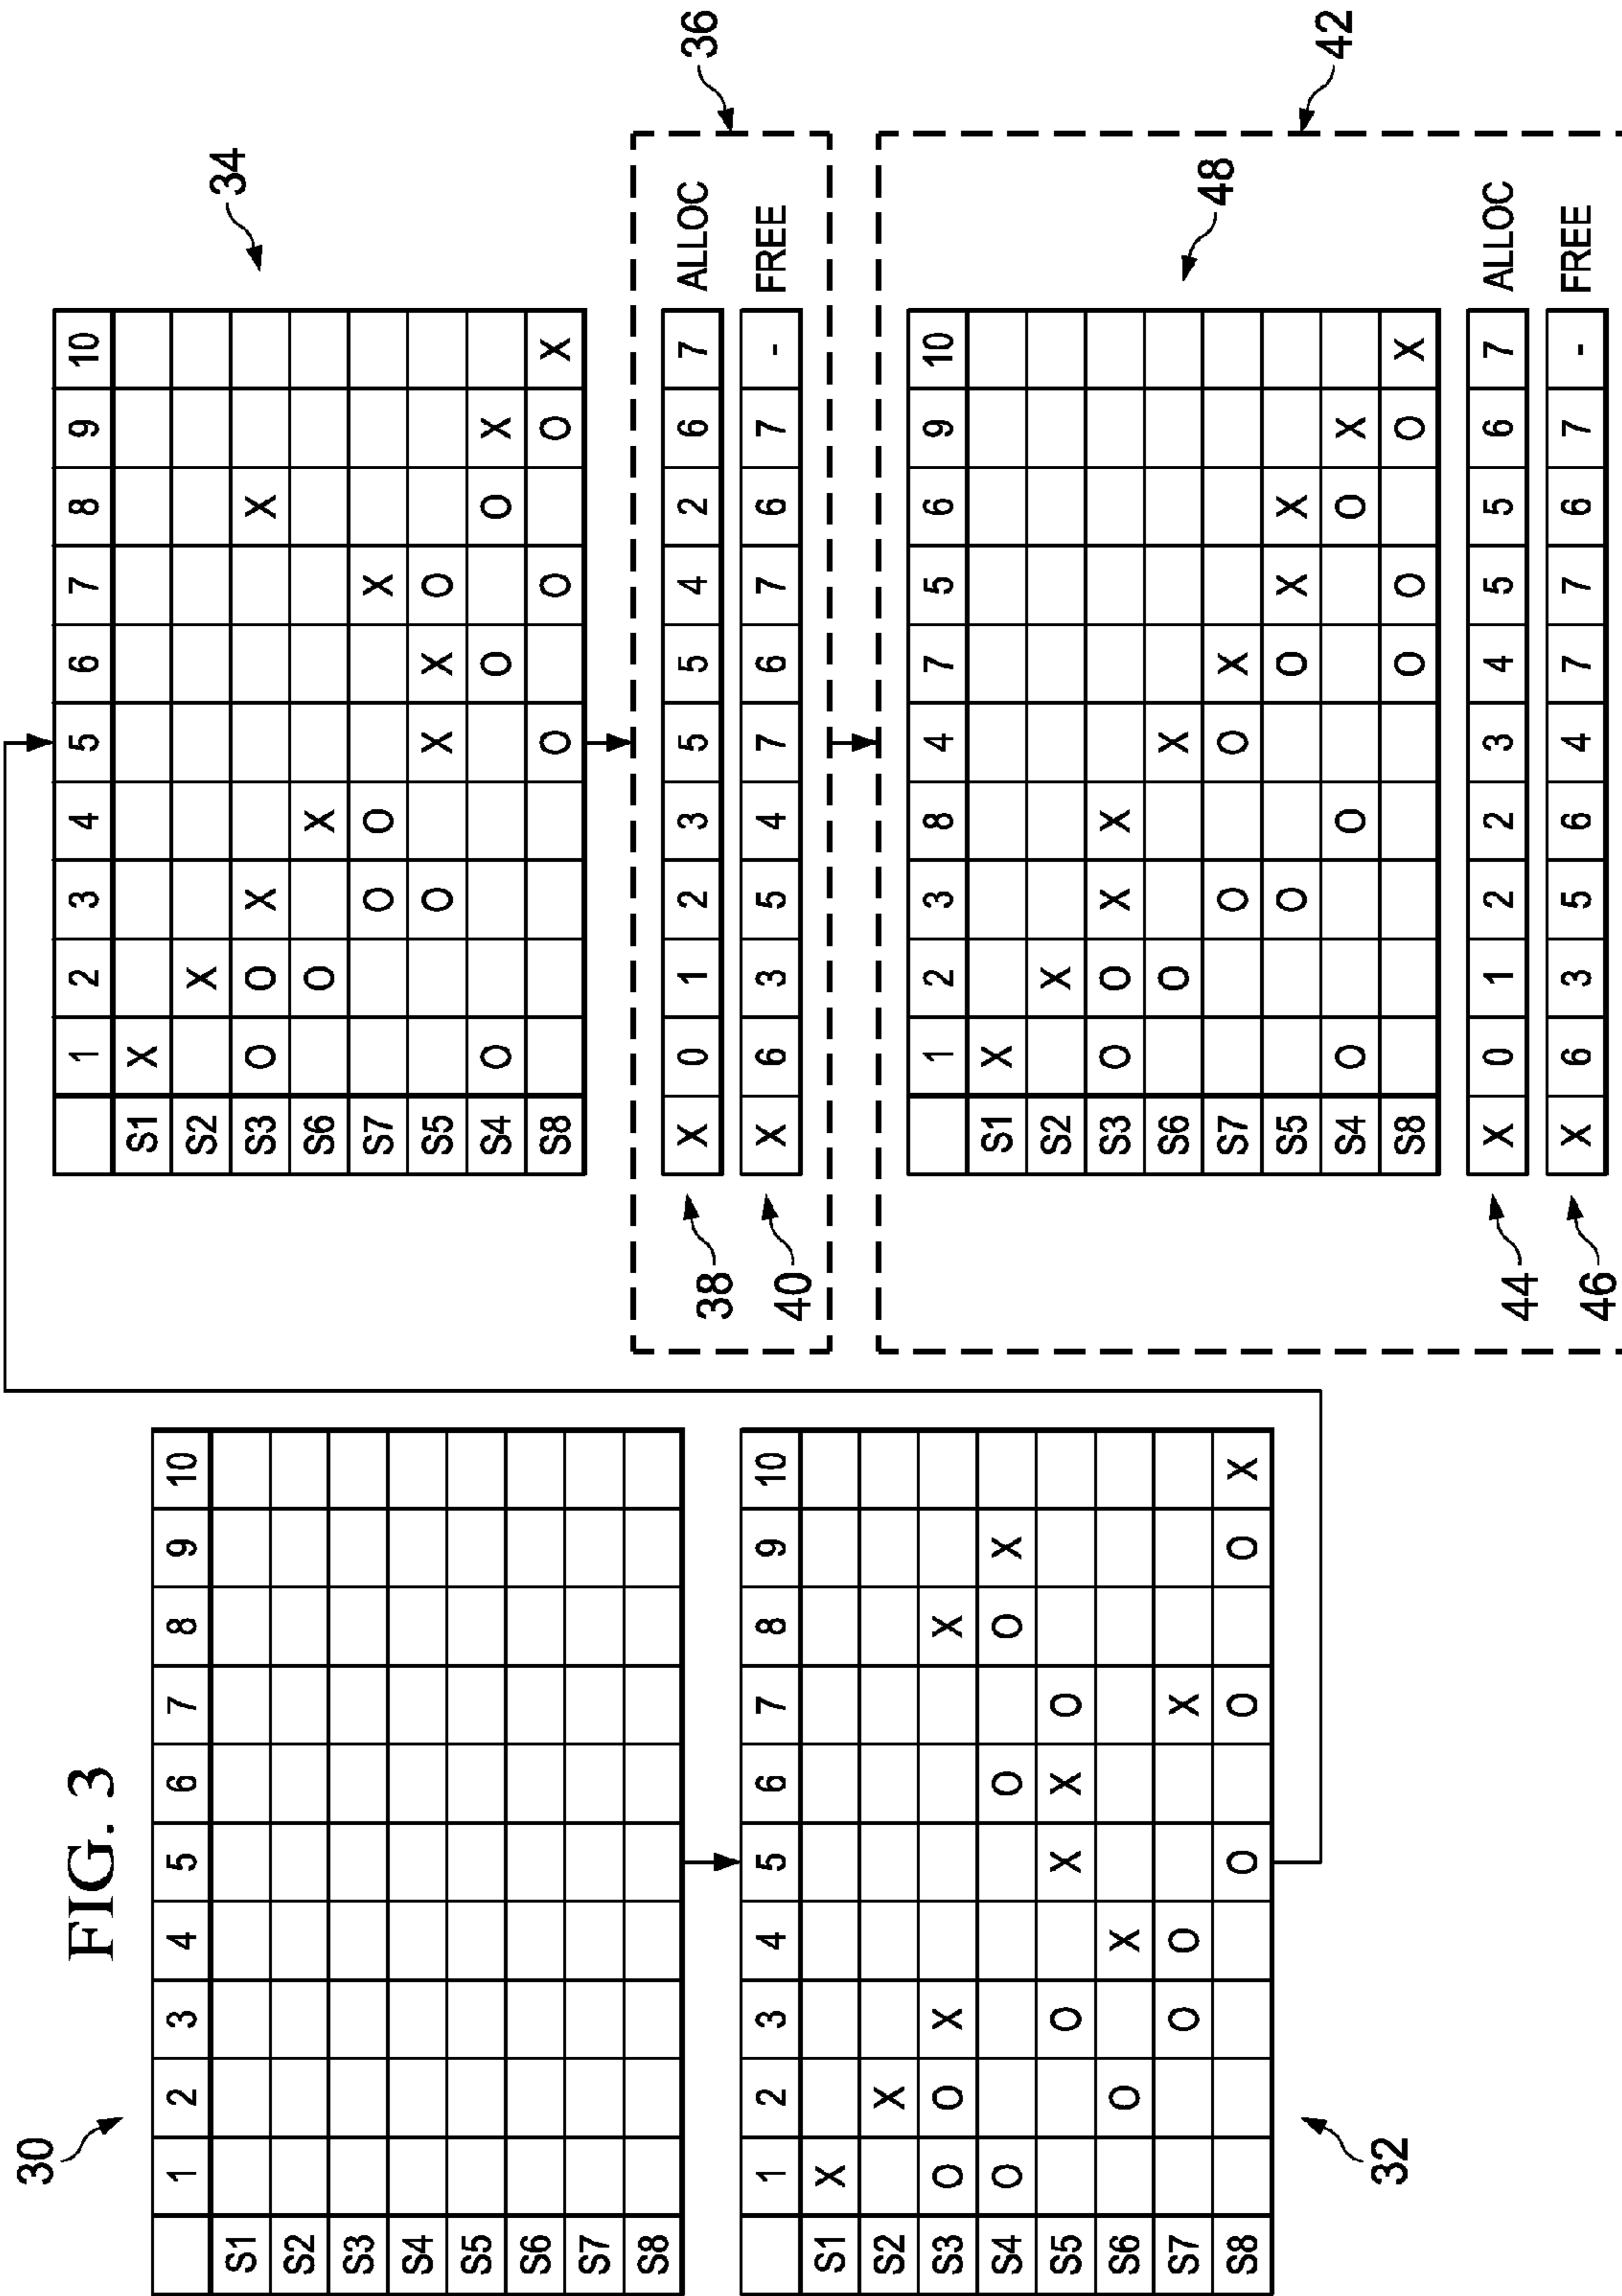 FIG. 3
30
1 2 3 4 5 6 7 8 9 10
S1
S2
S3
S4
S5
S6
S7
S8
1 2 3 4 5 6 7 8 9 10
S1 X
S2 X
S3 O O X X
S4 O O O X
S5 O X X O
S6 O X
S7 O O X
S8 O O O X
32
34
1 2 3 4 5 6 7 8 9 10
S1 X
S2 X
S3 O O X X
S6 O X
S7 O O X
S5 O X X O
S4 O O O X
S8 O O O X
36
38 X 0 1 2 3 5 5 4 2 6 7 ALLOC
40 X 6 3 5 4 7 6 7 6 7 - FREE
42
48
1 2 3 8 4 7 5 6 9 10
S1 X
S2 X
S3 O O X X
S6 O X
S7 O O X
S5 O O X X
S4 O O O X
S8 O O O X
44 X 0 1 2 2 3 4 5 5 6 7 ALLOC
46 X 6 3 5 6 4 7 7 6 7 - FREE